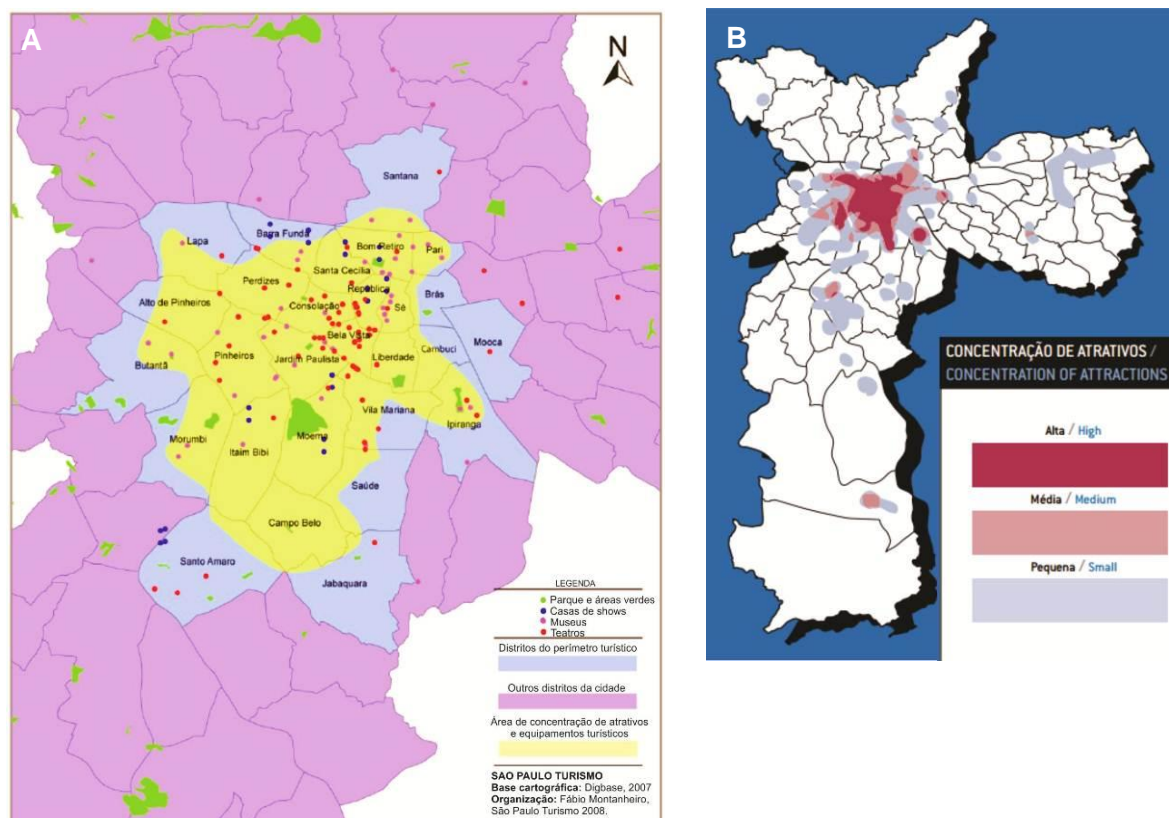 A
N
Santana
Lapa
Barra Funda
Bom Retiro
Pari
Santa Cecília
Perdizes
República
Brás
Alto de Pinheiros
Consolação
Sé
Bela Vista
Mooca
Cambuci
Pinheiros
Jardim Paulista
Liberdade
Butantã
Vila Mariana
Ipiranga
Moema
Morumbi
Itaim Bibi
Saúde
Campo Belo
Santo Amaro
Jabaquara
LEGENDA
Parque e áreas verdes
Casas de shows
Museus
Teatros
Distritos do perímetro turístico
Outros distritos da cidade
Área de concentração de atrativos
e equipamentos turísticos
SAO PAULO TURISMO
Base cartográfica: Digbase, 2007
Organização: Fábio Montanheiro,
São Paulo Turismo 2008.
B
CONCENTRAÇÃO DE ATRATIVOS /
CONCENTRATION OF ATTRACTIONS
Alta / High
Média / Medium
Pequena / Small